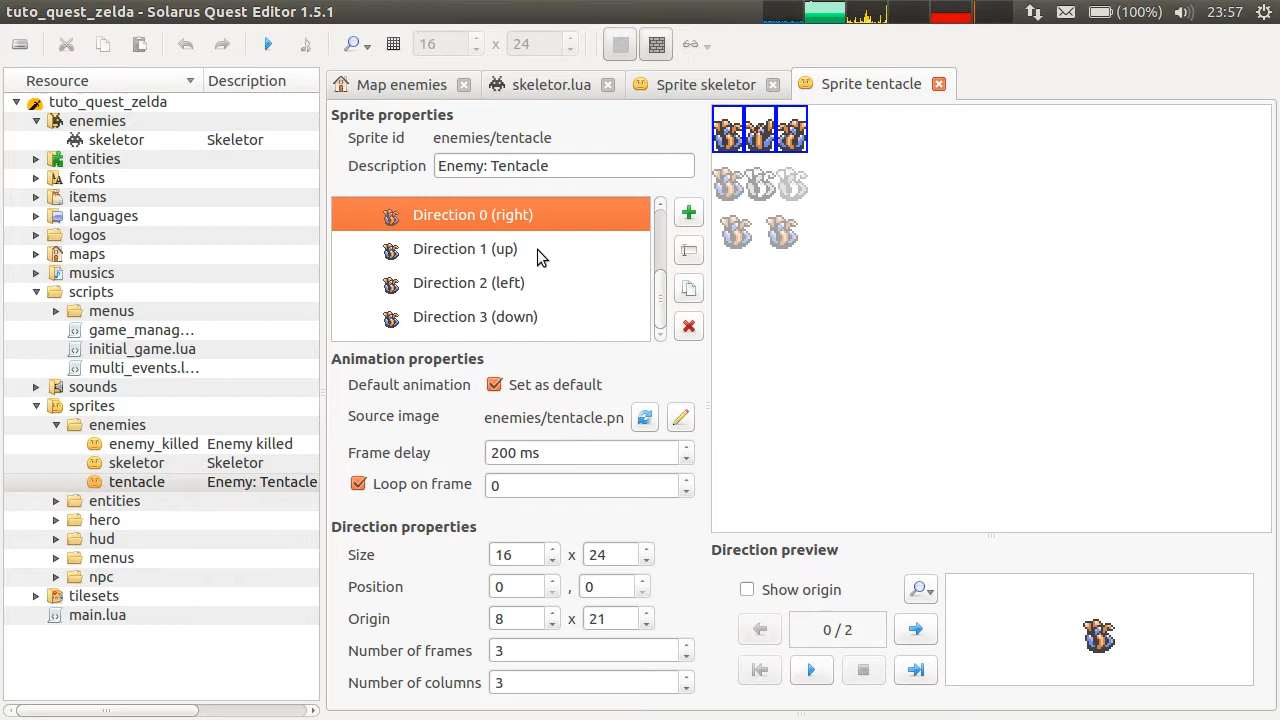 tuto_quest_zelda - Solarus Quest Editor 1.5.1
(100%)
23:57
16
x
24
Resource
Description
tuto_quest_zelda
enemies
skeletor
Skeletor
entities
fonts
items
languages
logos
maps
musics
scripts
menus
game_manag...
initial_game.lua
multi_events.l...
sounds
sprites
enemies
enemy_killed
Enemy killed
skeletor
Skeletor
tentacle
Enemy: Tentacle
entities
hero
hud
menus
npc
tilesets
main.lua
Map enemies
skeletor.lua
Sprite skeletor
Sprite tentacle
Sprite properties
Sprite id
enemies/tentacle
Description
Enemy: Tentacle
Direction 0 (right)
Direction 1 (up)
Direction 2 (left)
Direction 3 (down)
Animation properties
Default animation
Set as default
Source image
enemies/tentacle.pn
Frame delay
200 ms
Loop on frame
0
Direction properties
Size
16
x
24
Position
0
,
0
Origin
8
x
21
Number of frames
3
Number of columns
3
Direction preview
Show origin
0 / 2